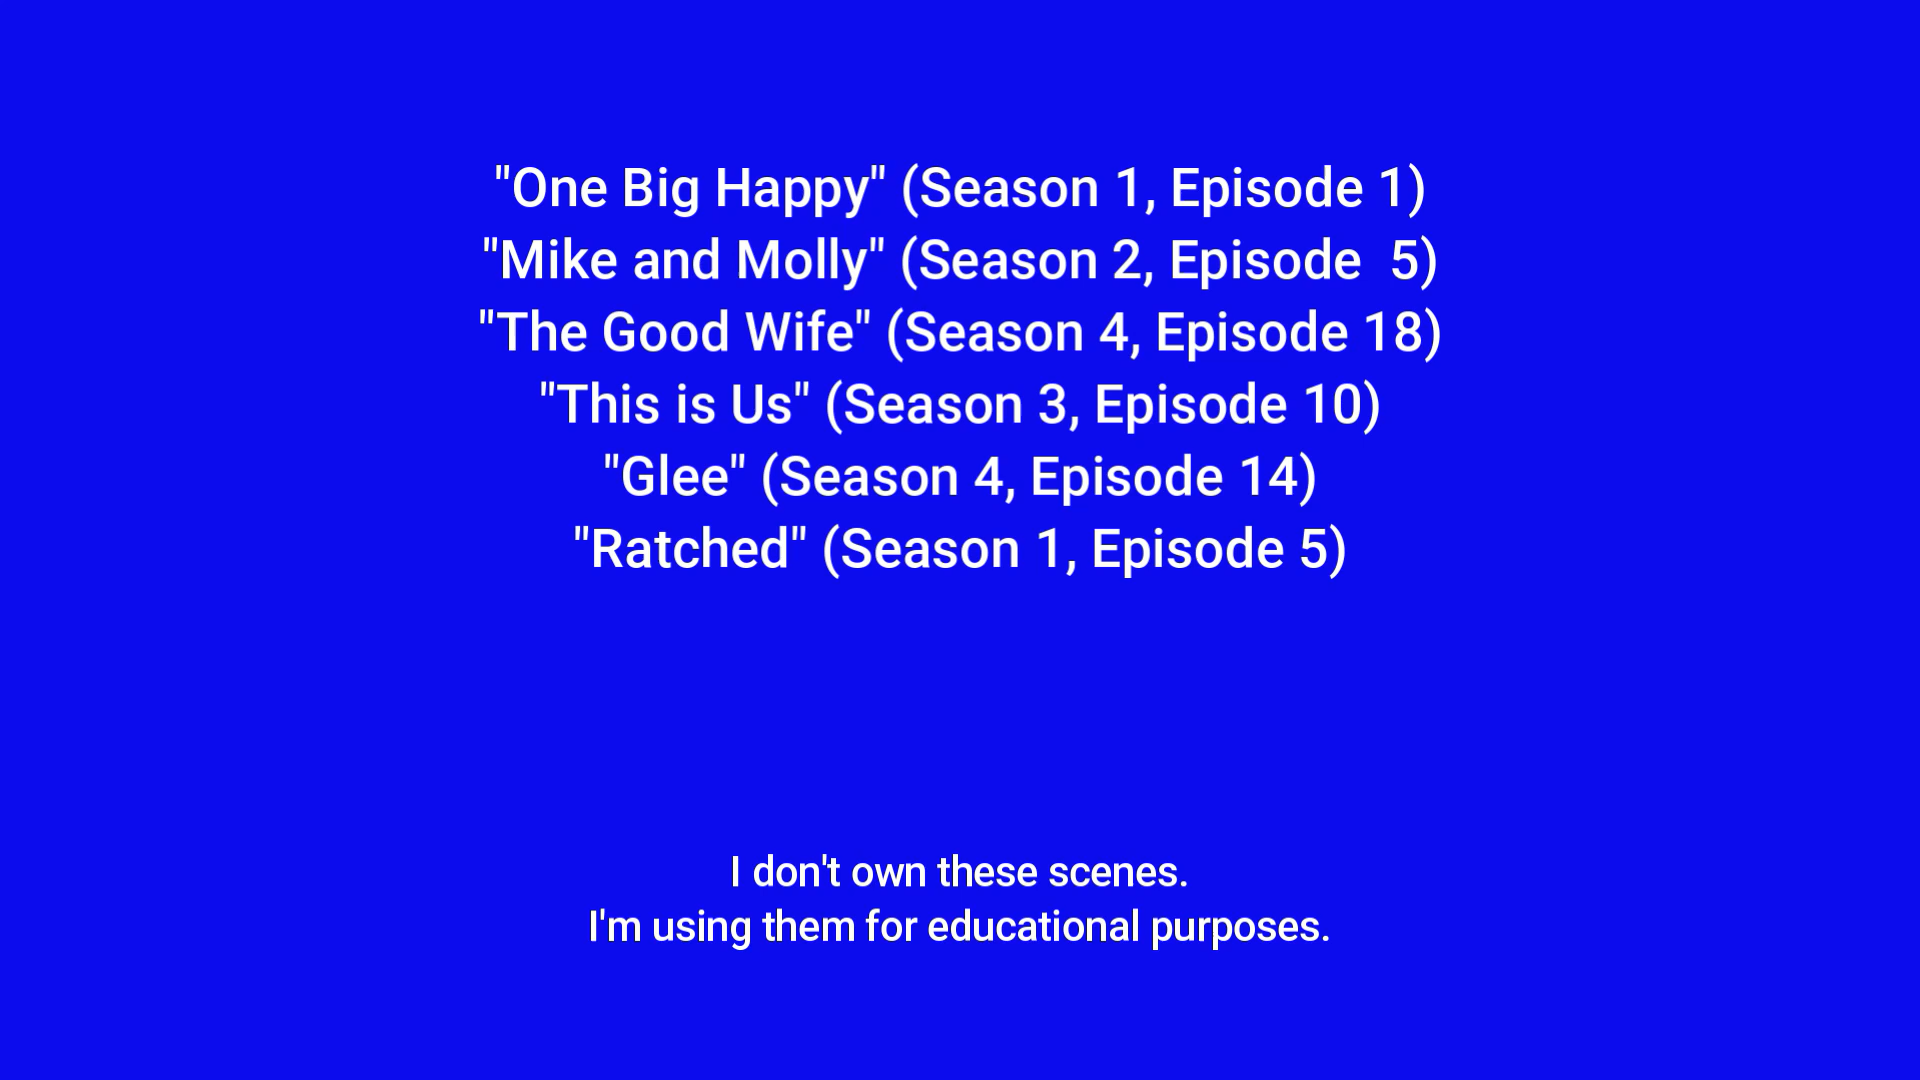 "One Big Happy" (Season 1, Episode 1)
"Mike and Molly" (Season 2, Episode  5)
"The Good Wife" (Season 4, Episode 18)
"This is Us" (Season 3, Episode 10)
"Glee" (Season 4, Episode 14)
"Ratched" (Season 1, Episode 5)
I don't own these scenes.
I'm using them for educational purposes.